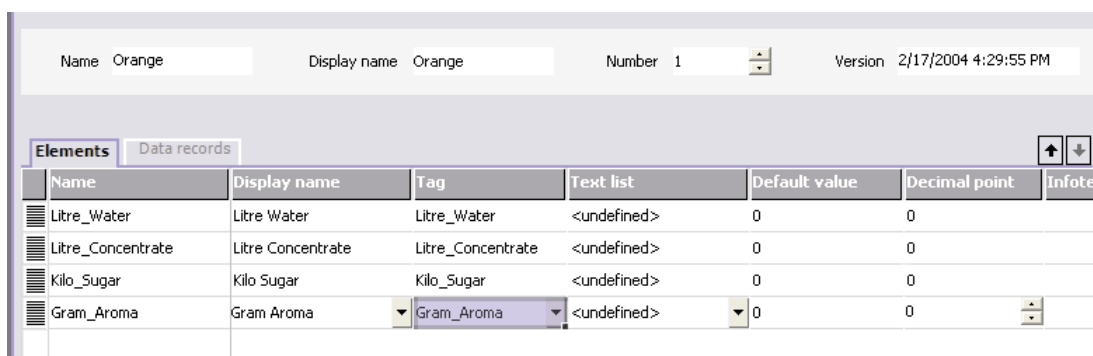 Name Orange Display name Orange Number 1 Version 2/17/2004 4:29:55 PM
Elements Data records
Name Display name Tag Text list Default value Decimal point Infote
Litre_Water Litre Water Litre_Water <undefined> 0 0
Litre_Concentrate Litre Concentrate Litre_Concentrate <undefined> 0 0
Kilo_Sugar Kilo Sugar Kilo_Sugar <undefined> 0 0
Gram_Aroma Gram Aroma Gram_Aroma <undefined> 0 0